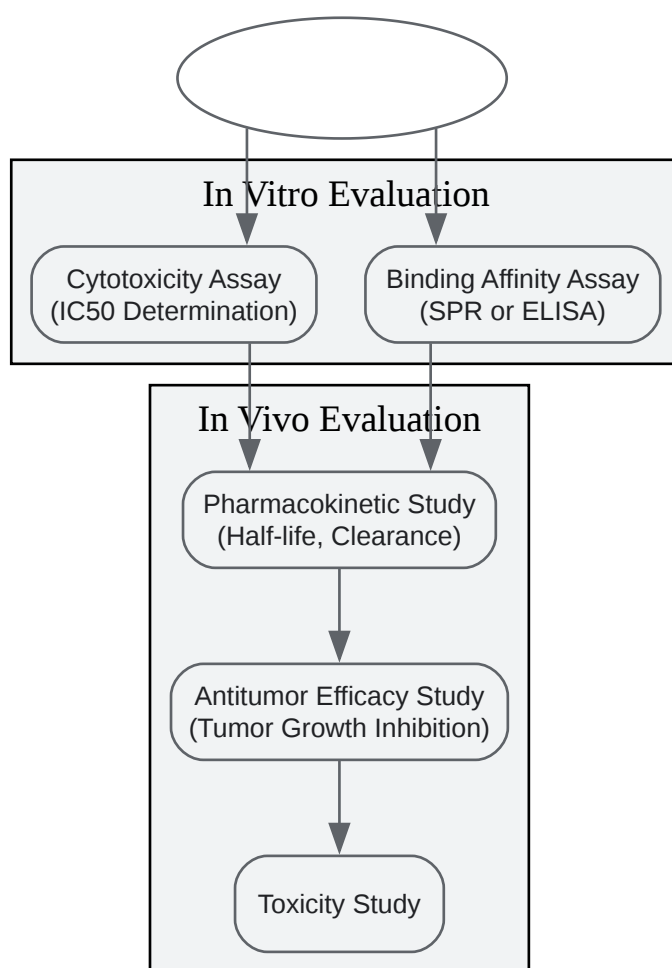 In Vitro Evaluation
Cytotoxicity Assay
(IC50 Determination)
Binding Affinity Assay
(SPR or ELISA)
In Vivo Evaluation
Pharmacokinetic Study
(Half-life, Clearance)
Antitumor Efficacy Study
(Tumor Growth Inhibition)
Toxicity Study